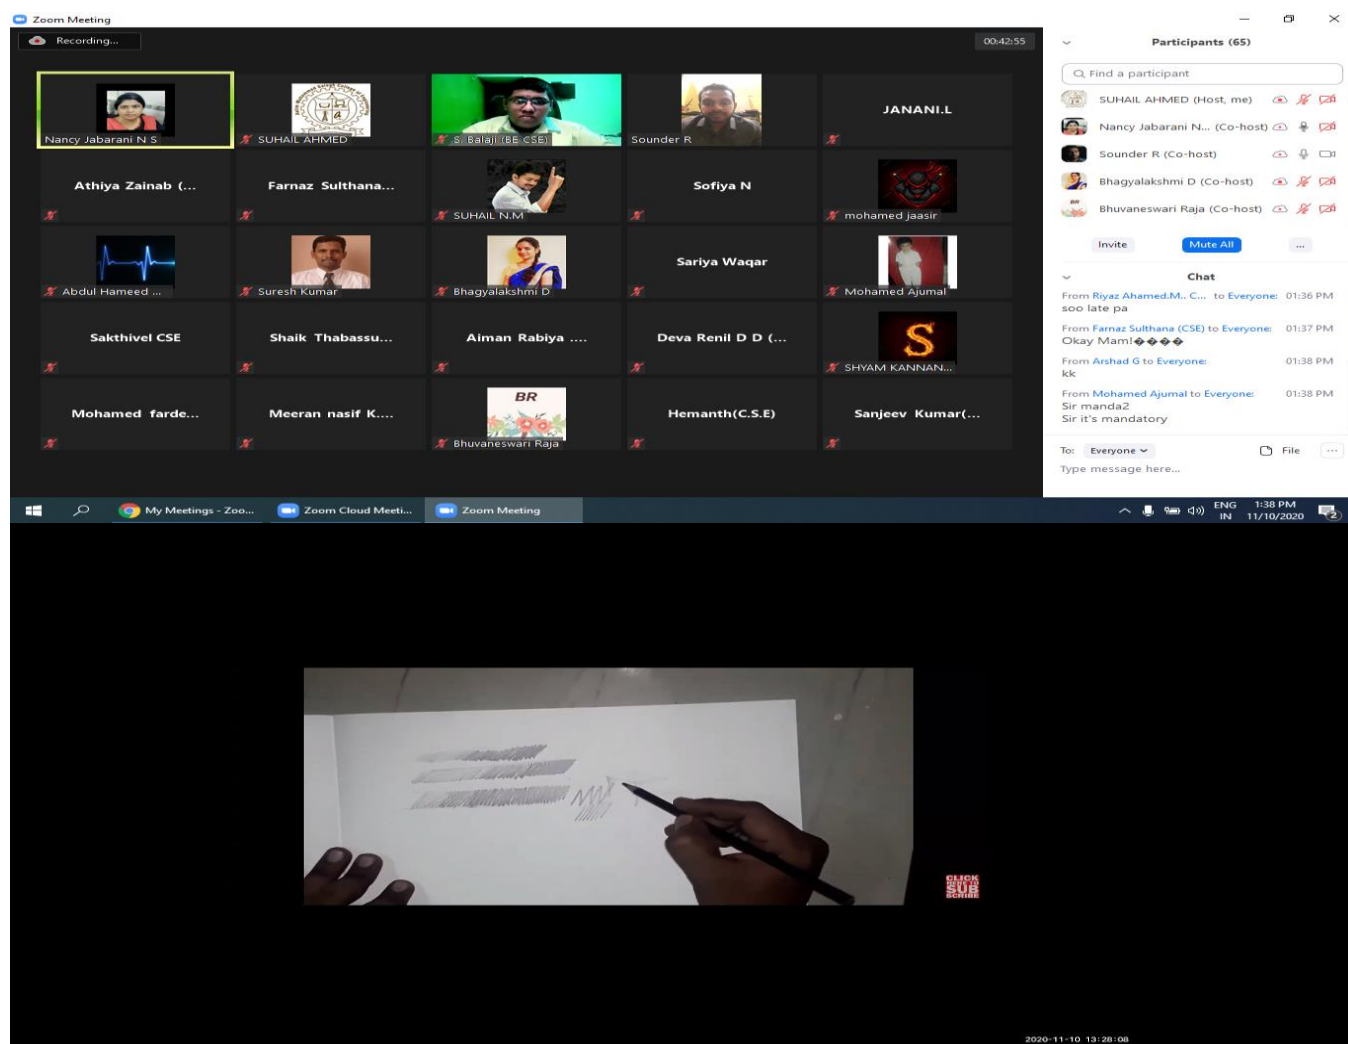 Zoom Meeting
Recording...
00:42:55
Nancy Jabarani N S
SUHAIL AHMED
S. Balaji (BE CSE)
Sounder R
JANANI.L
Athiya Zainab (...
Farnaz Sulthana...
SUHAIL N.M
Sofiya N
mohamed jaasir
Abdul Hameed ...
Suresh Kumar
Bhagyalakshmi D
Sariya Waqar
Mohamed Ajumal
Sakthivel CSE
Shaik Thabassu...
Aiman Rabiya ....
Deva Renil D D (...
S
SHYAM KANNAN...
Mohamed farde...
Meeran nasif K....
BR
Bhuvaneswari Raja
Hemanth(C.S.E)
Sanjeev Kumar(...
Participants (65)
Find a participant
SUHAIL AHMED (Host, me)
Nancy Jabarani N... (Co-host)
Sounder R (Co-host)
Bhagyalakshmi D (Co-host)
Bhuvaneswari Raja (Co-host)
Invite
Mute All
...
Chat
From Riyaz Ahamed.M.. C... to Everyone: 01:36 PM
soo late pa
From Farnaz Sulthana (CSE) to Everyone: 01:37 PM
Okay Mam!����
From Arshad G to Everyone: 01:38 PM
kk
From Mohamed Ajumal to Everyone: 01:38 PM
Sir manda2
Sir it's mandatory
To: Everyone
File
...
Type message here...
My Meetings - Zoo...
Zoom Cloud Meeti...
Zoom Meeting
ENG
IN
1:38 PM
11/10/2020
2
CLICK
HERE TO
SUB
SCRIBE
2020-11-10 13:28:08